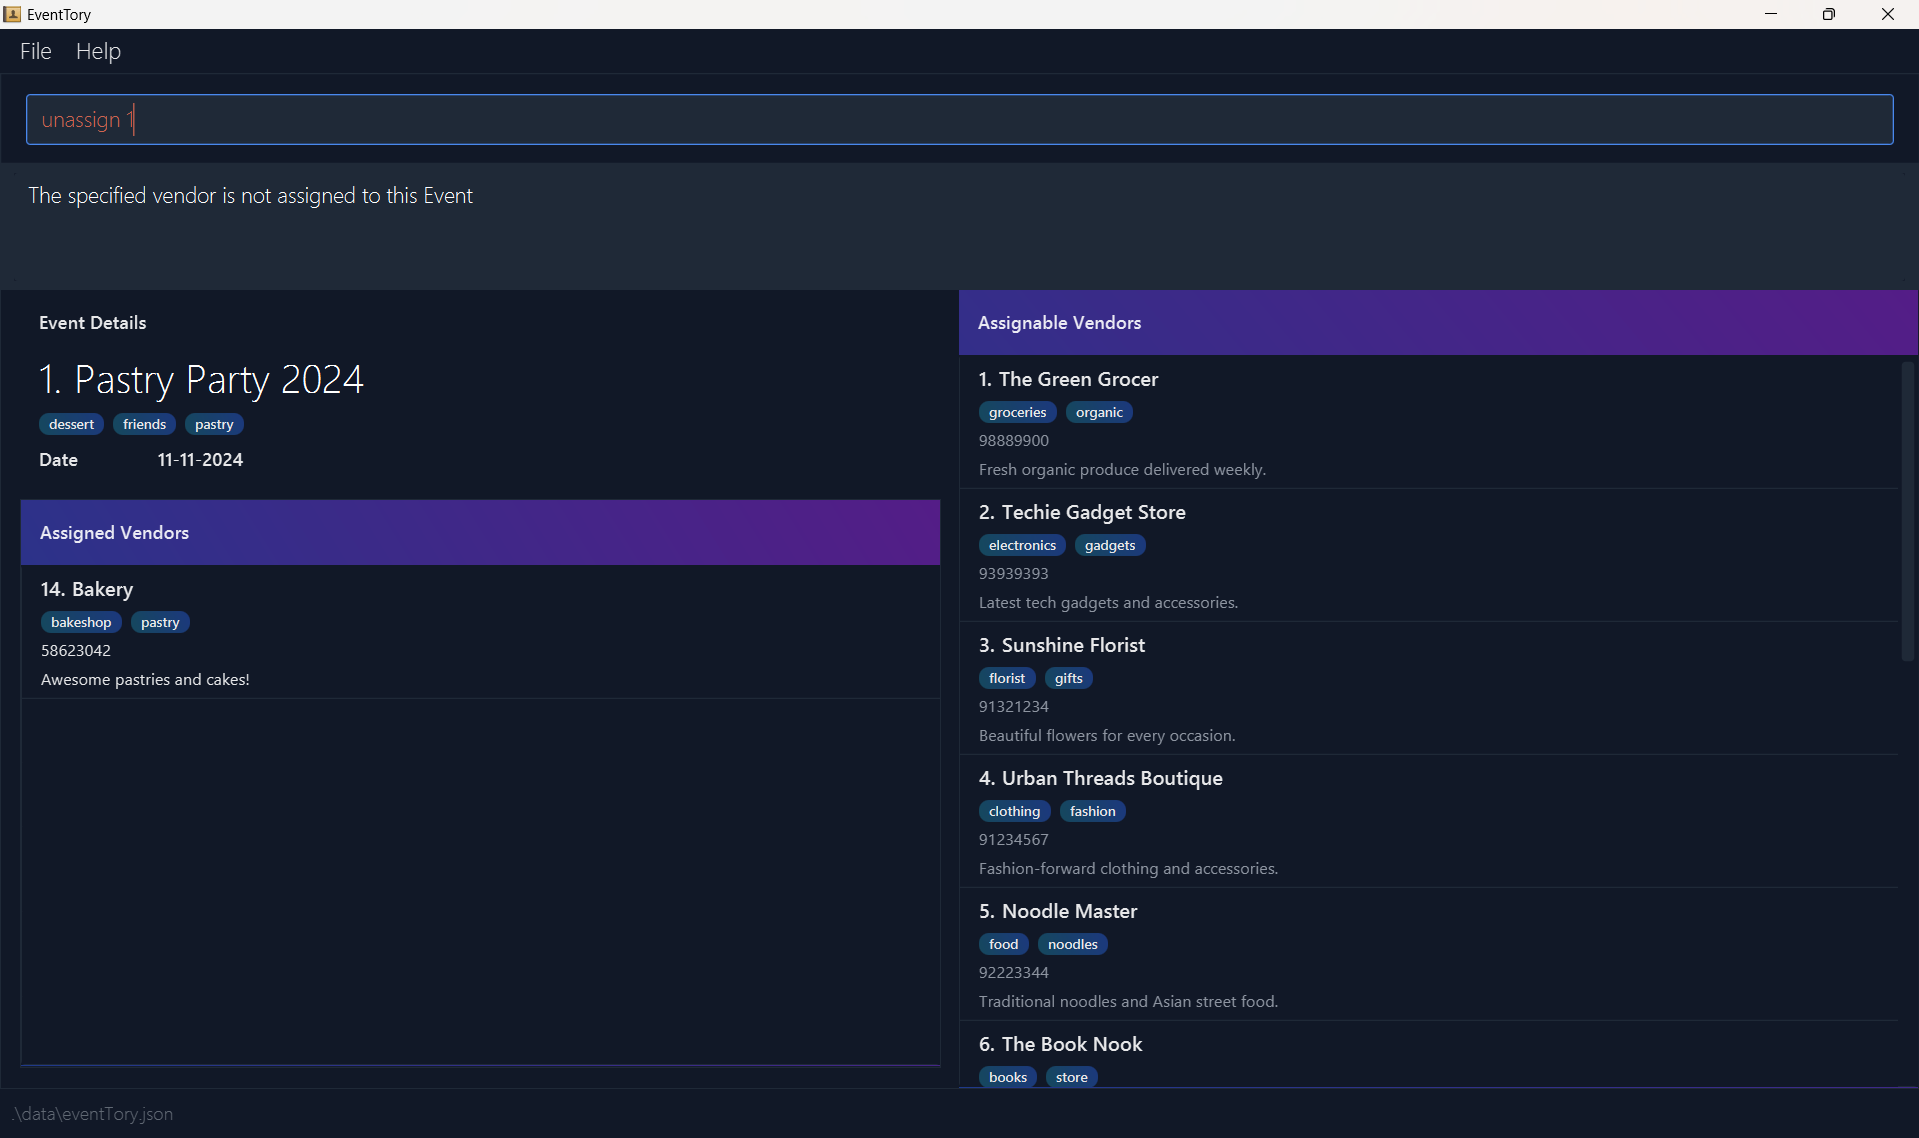 EventTory
File Help
unassign 1
The specified vendor is not assigned to this Event
Event Details
1. Pastry Party 2024
dessert friends pastry
Date 11-11-2024
Assigned Vendors
14. Bakery
bakeshop pastry
58623042
Awesome pastries and cakes!
Assignable Vendors
1. The Green Grocer
groceries organic
98889900
Fresh organic produce delivered weekly.
2. Techie Gadget Store
electronics gadgets
93939393
Latest tech gadgets and accessories.
3. Sunshine Florist
florist gifts
91321234
Beautiful flowers for every occasion.
4. Urban Threads Boutique
clothing fashion
91234567
Fashion-forward clothing and accessories.
5. Noodle Master
food noodles
92223344
Traditional noodles and Asian street food.
6. The Book Nook
books store
.\data\eventTory.json